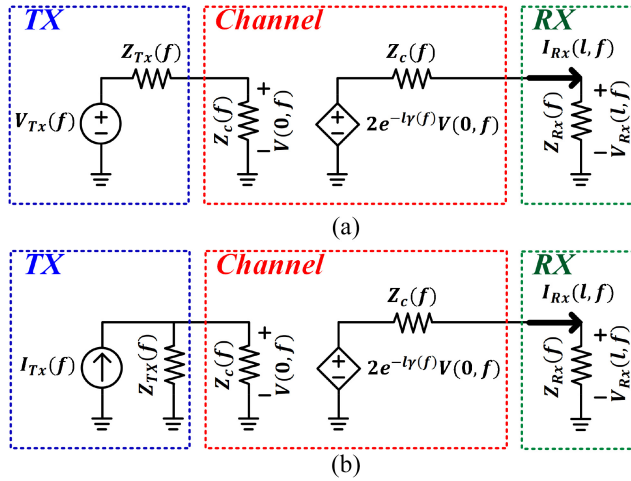 TX Channel RX
Z_Tx(f) Z_c(f) I_Rx(l, f)
V_Tx(f) + − Z_c(f) + V(0, f) − + − 2e^{−lγ(f)}V(0, f) Z_Rx(f) + V_Rx(l, f) −
(a)
TX Channel RX
Z_c(f) I_Rx(l, f)
I_Tx(f) Z_TX(f) Z_c(f) + V(0, f) − + − 2e^{−lγ(f)}V(0, f) Z_Rx(f) + V_Rx(l, f) −
(b)